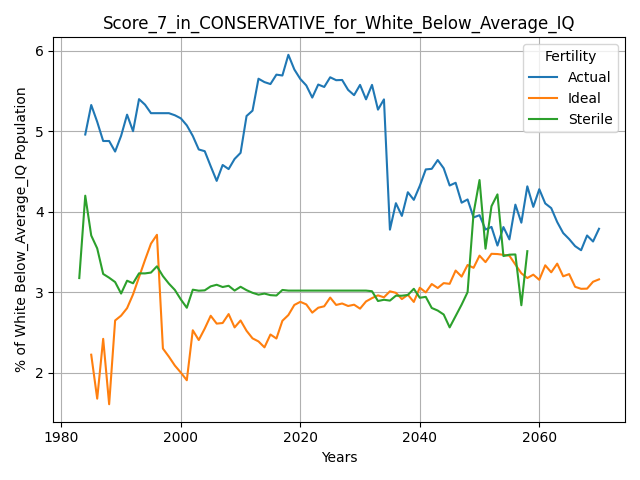 Score_7_in_CONSERVATIVE_for_White_Below_Average_IQ
% of White Below_Average_IQ Population
6
5
4
3
2
Fertility
Actual
Ideal
Sterile
1980 2000 2020 2040 2060
Years